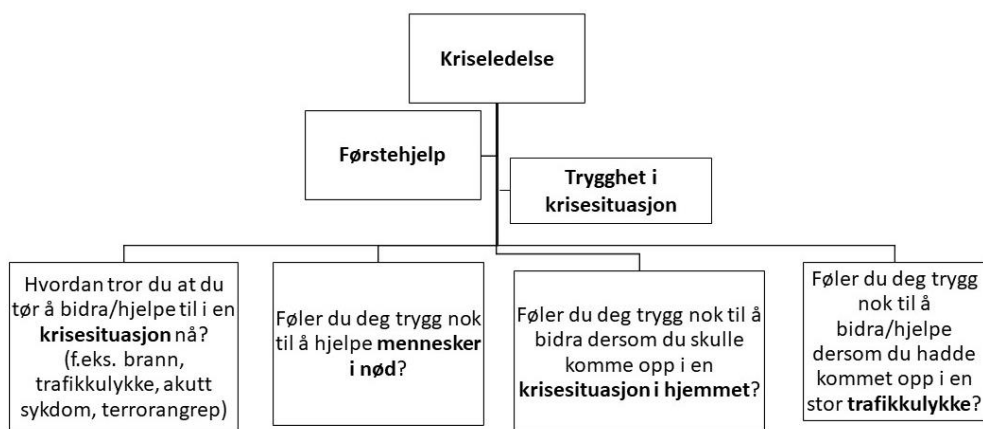 Kriseledelse
Førstehjelp
Trygghet i
krisesituasjon
Hvordan tror du at du
tør å bidra/hjelpe til i en
krisesituasjon nå?
(f.eks. brann,
trafikkulykke, akutt
sykdom, terrorangrep)
Føler du deg trygg nok
til å hjelpe mennesker
i nød?
Føler du deg trygg nok til å
bidra dersom du skulle
komme opp i en
krisesituasjon i hjemmet?
Føler du deg trygg
nok til å
bidra/hjelpe
dersom du hadde
kommet opp i en
stor trafikkulykke?